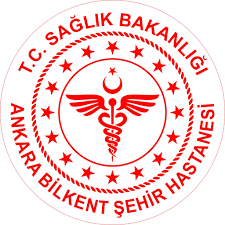 T.C. SAĞLIK BAKANLIĞI
ANKARA BİLKENT ŞEHİR HASTANESİ